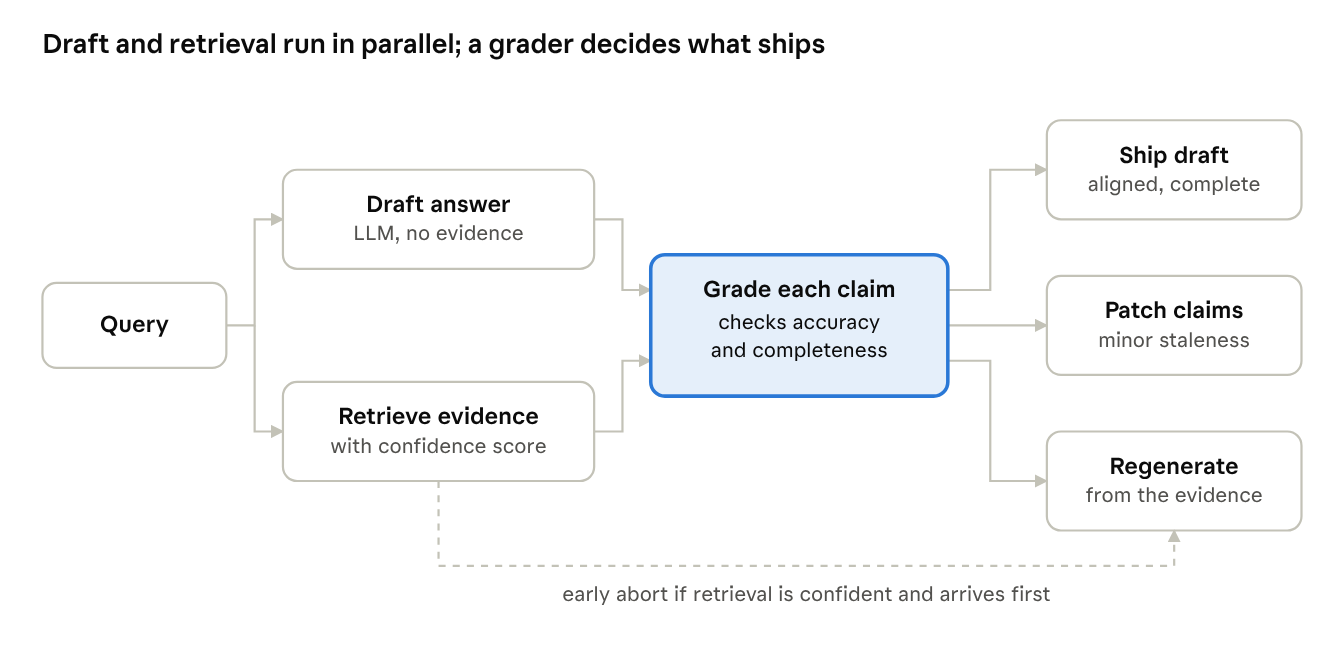 Draft and retrieval run in parallel; a grader decides what ships
Query
Draft answer
LLM, no evidence
Retrieve evidence
with confidence score
Grade each claim
checks accuracy
and completeness
Ship draft
aligned, complete
Patch claims
minor staleness
Regenerate
from the evidence
early abort if retrieval is confident and arrives first